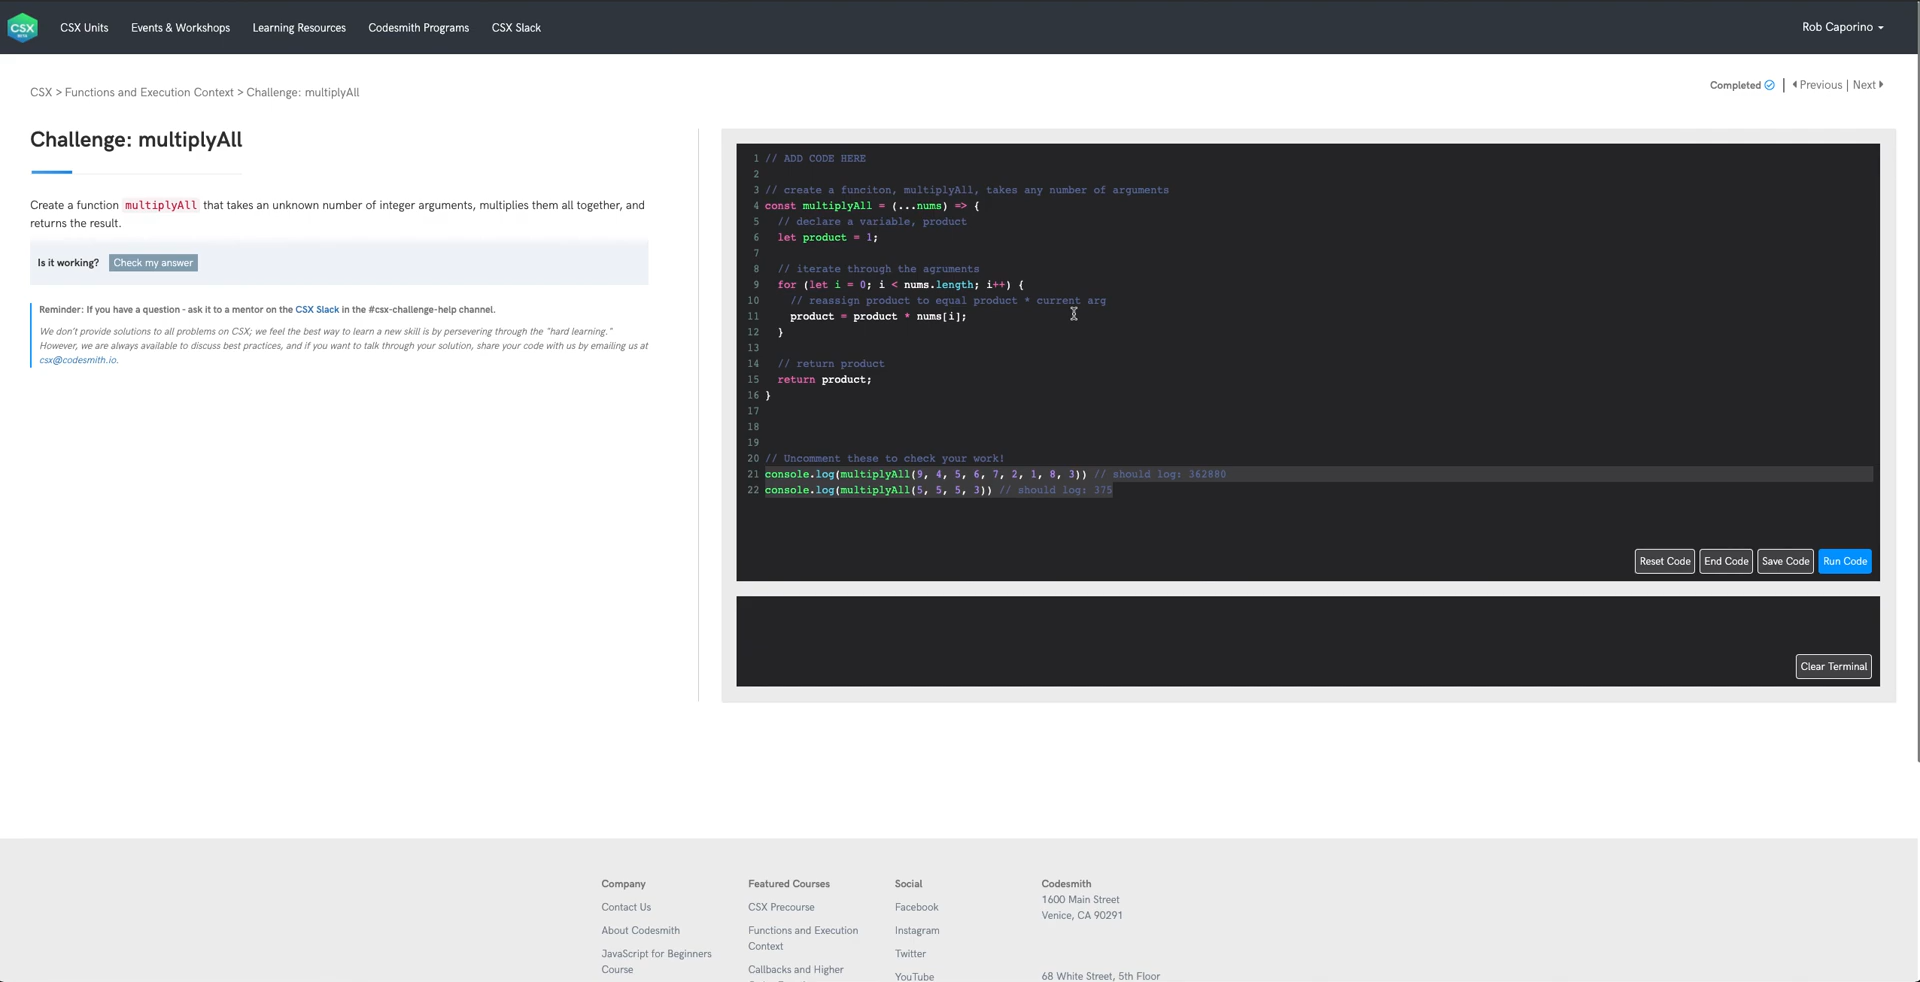 CSX
BETA
CSX Units
Events & Workshops
Learning Resources
Codesmith Programs
CSX Slack
Rob Caporino
CSX > Functions and Execution Context > Challenge: multiplyAll
Completed
Previous | Next
Challenge: multiplyAll
Create a function multiplyAll that takes an unknown number of integer arguments, multiplies them all together, and
returns the result.
Is it working? Check my answer
Reminder: If you have a question - ask it to a mentor on the CSX Slack in the #csx-challenge-help channel.
We don't provide solutions to all problems on CSX; we feel the best way to learn a new skill is by persevering through the "hard learning."
However, we are always available to discuss best practices, and if you want to talk through your solution, share your code with us by emailing us at
csx@codesmith.io.
1 // ADD CODE HERE
2
3 // create a funciton, multiplyAll, takes any number of arguments
4 const multiplyAll = (...nums) => {
5 // declare a variable, product
6 let product = 1;
7
8 // iterate through the agruments
9 for (let i = 0; i < nums.length; i++) {
10 // reassign product to equal product * current arg
11 product = product * nums[i];
12 }
13
14 // return product
15 return product;
16 }
17
18
19
20 // Uncomment these to check your work!
21 console.log(multiplyAll(9, 4, 5, 6, 7, 2, 1, 8, 3)) // should log: 362880
22 console.log(multiplyAll(5, 5, 5, 3)) // should log: 375
Reset Code
End Code
Save Code
Run Code
Clear Terminal
Company
Contact Us
About Codesmith
JavaScript for Beginners
Course
Featured Courses
CSX Precourse
Functions and Execution
Context
Callbacks and Higher
Social
Facebook
Instagram
Twitter
YouTube
Codesmith
1600 Main Street
Venice, CA 90291
68 White Street, 5th Floor